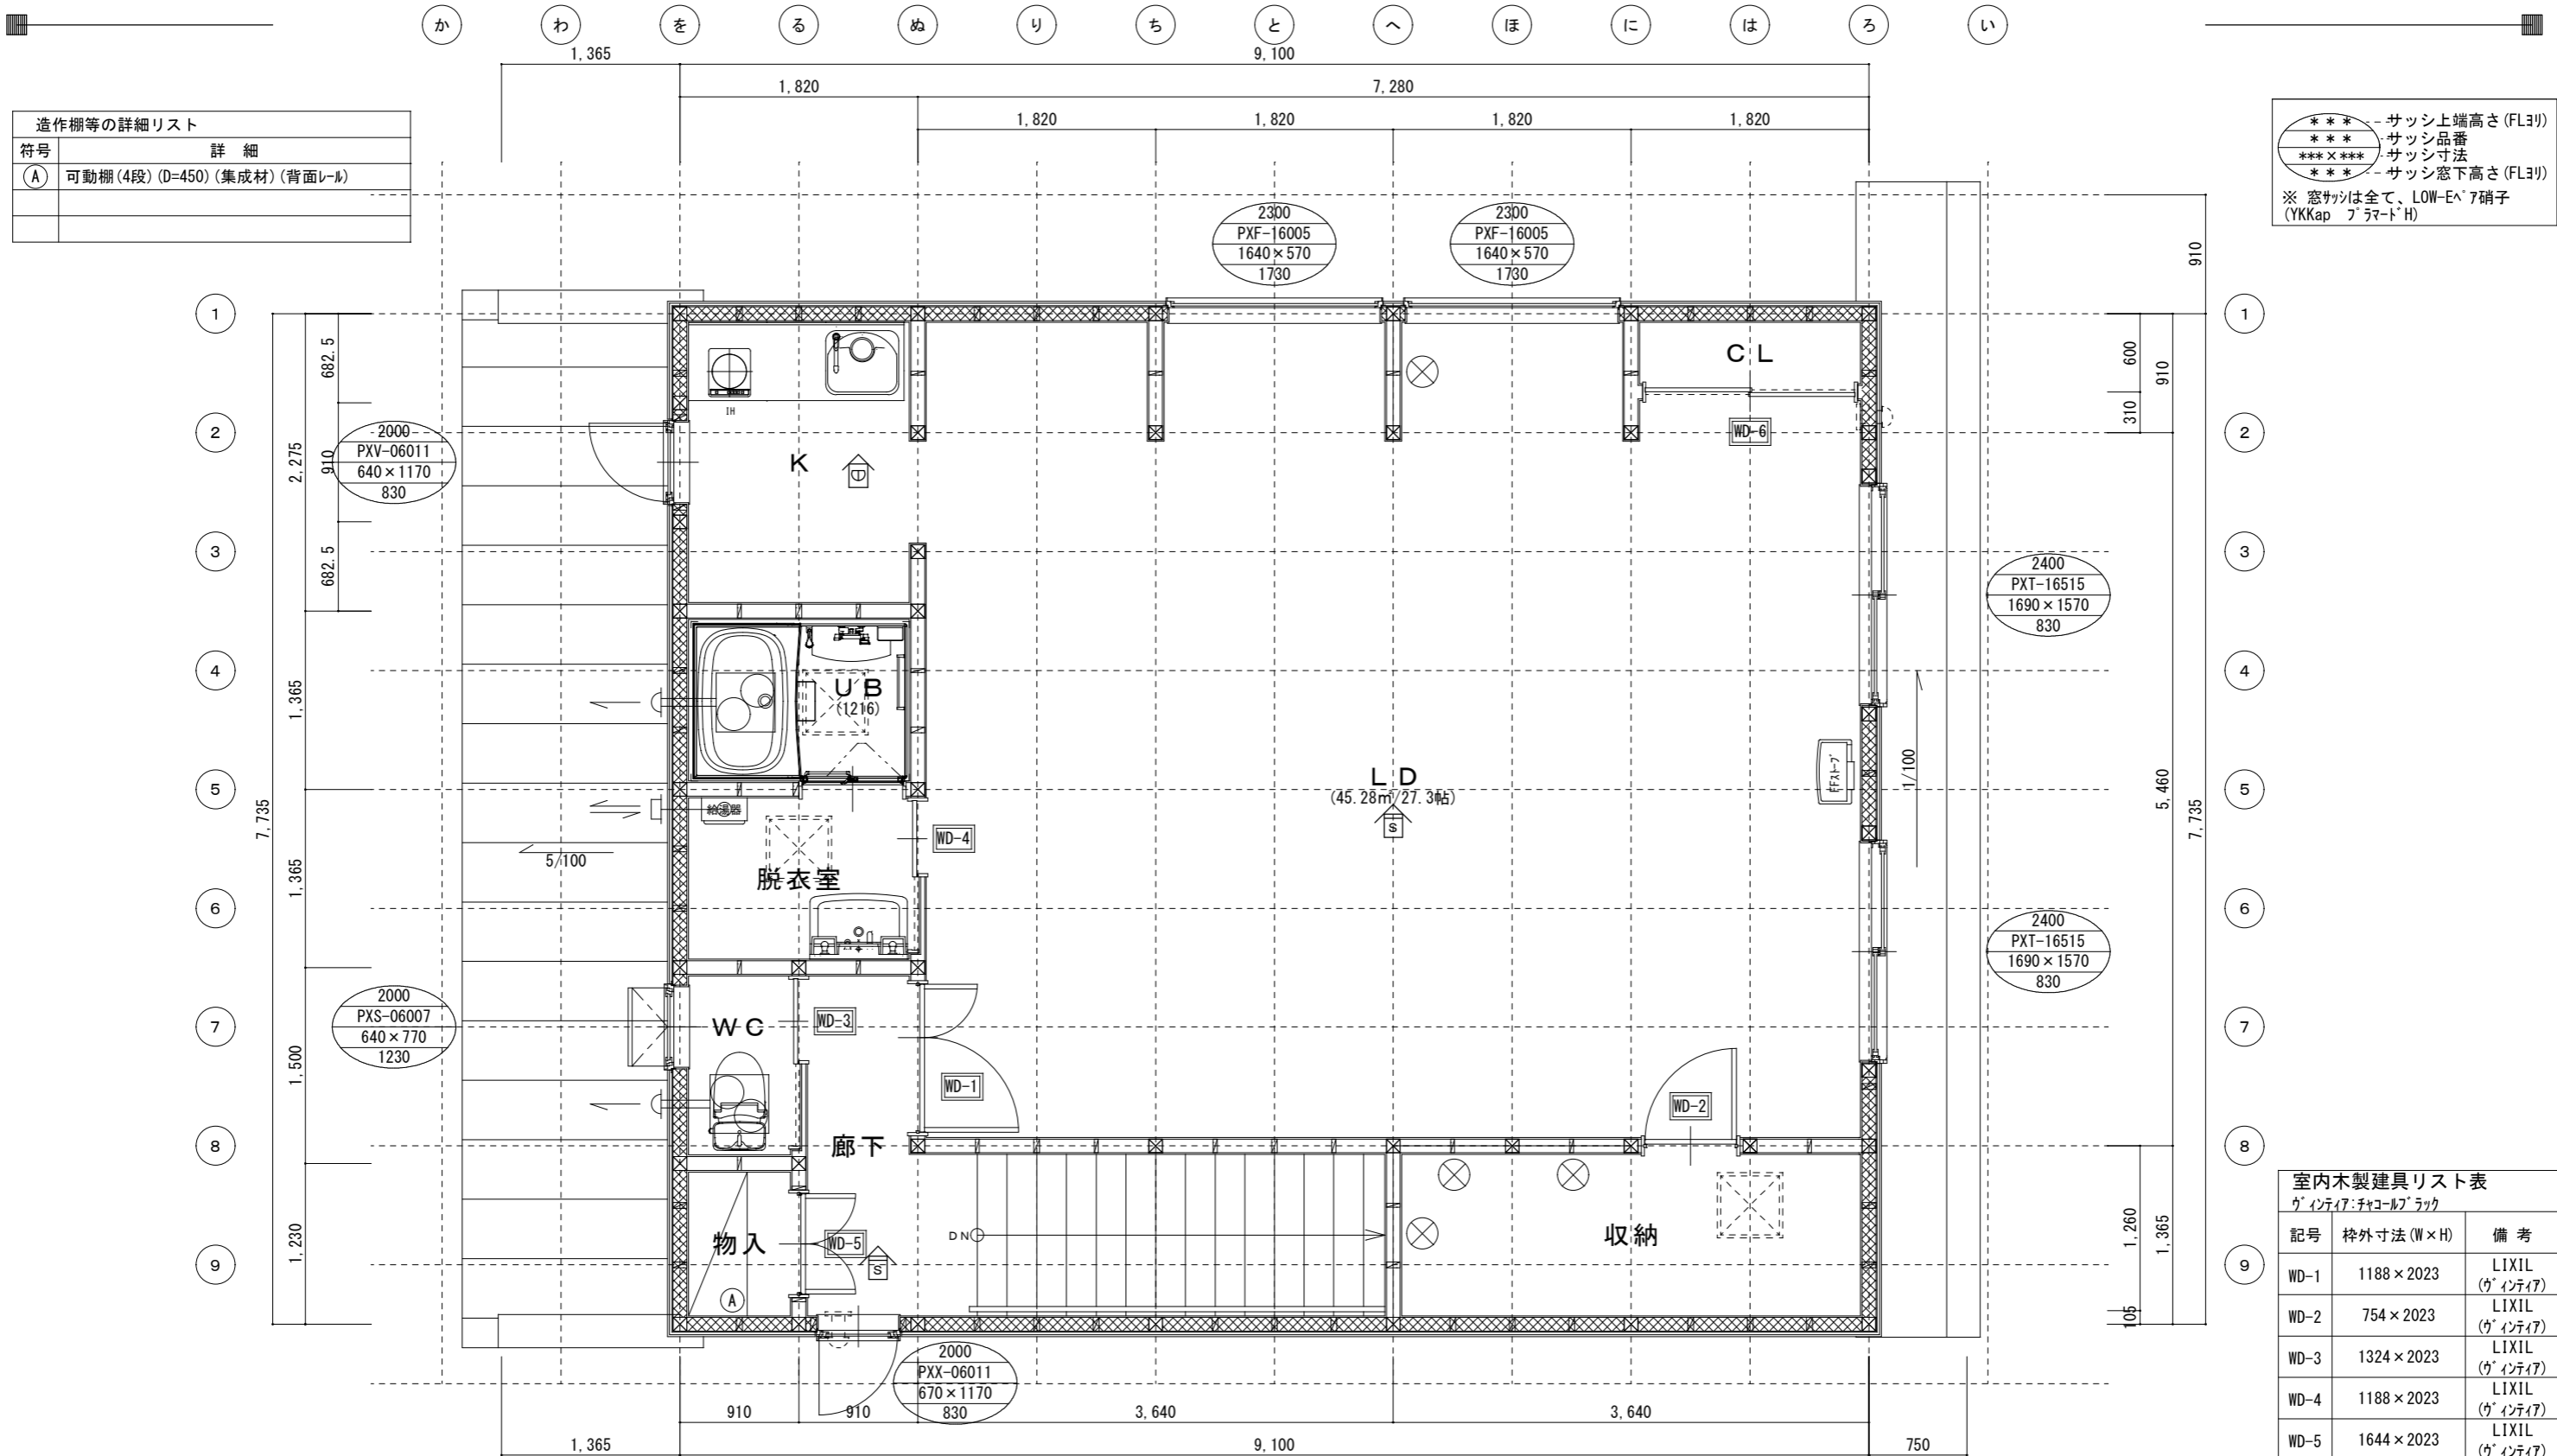 か わ を る ぬ り ち と へ ほ に は ろ い
1,365
9,100
1,820
7,280
1,820
1,820
1,820
1,820
造作棚等の詳細リスト
符号
詳 細
A
可動棚(4段)(D=450)(集成材)(背面ﾚｰﾙ)
＊＊＊ サッシ上端高さ(FLﾖﾘ)
＊＊＊ サッシ品番
***×*** サッシ寸法
＊＊＊ サッシ窓下高さ(FLﾖﾘ)
※ 窓ｻｯｼは全て、LOW-Eﾍﾟｱ硝子
(YKKap ﾌﾟﾗﾏｰﾄﾞH)
2300
PXF-16005
1640×570
1730
2300
PXF-16005
1640×570
1730
910
1
2
3
4
5
6
7
8
9
1
2
3
4
5
6
7
8
9
7,735
2,275
1,365
1,365
1,500
1,230
682.5
910
682.5
2000
PXV-06011
640×1170
830
2000
PXS-06007
640×770
1230
5/100
IH
K
CL
WD-6
UB
(1216)
給湯器
脱衣室
WD-4
LD
(45.28㎡/27.3帖)
S
FFｽﾄｰﾌﾞ
1/100
WC
WD-3
WD-1
WD-2
廊下
物入
WD-5
S
A
DN
収納
600
310
910
5,460
7,735
1,260
105
1,365
2400
PXT-16515
1690×1570
830
2400
PXT-16515
1690×1570
830
2000
PXX-06011
670×1170
830
910
910
3,640
3,640
1,365
9,100
750
室内木製建具リスト表
ｳﾞｨﾝﾃｨｱ:ﾁｬｺｰﾙﾌﾞﾗｯｸ
記号 枠外寸法(W×H) 備 考
WD-1 1188×2023 LIXIL
(ｳﾞｨﾝﾃｨｱ)
WD-2 754×2023 LIXIL
(ｳﾞｨﾝﾃｨｱ)
WD-3 1324×2023 LIXIL
(ｳﾞｨﾝﾃｨｱ)
WD-4 1188×2023 LIXIL
(ｳﾞｨﾝﾃｨｱ)
WD-5 1644×2023 LIXIL
(ｳﾞｨﾝﾃｨｱ)